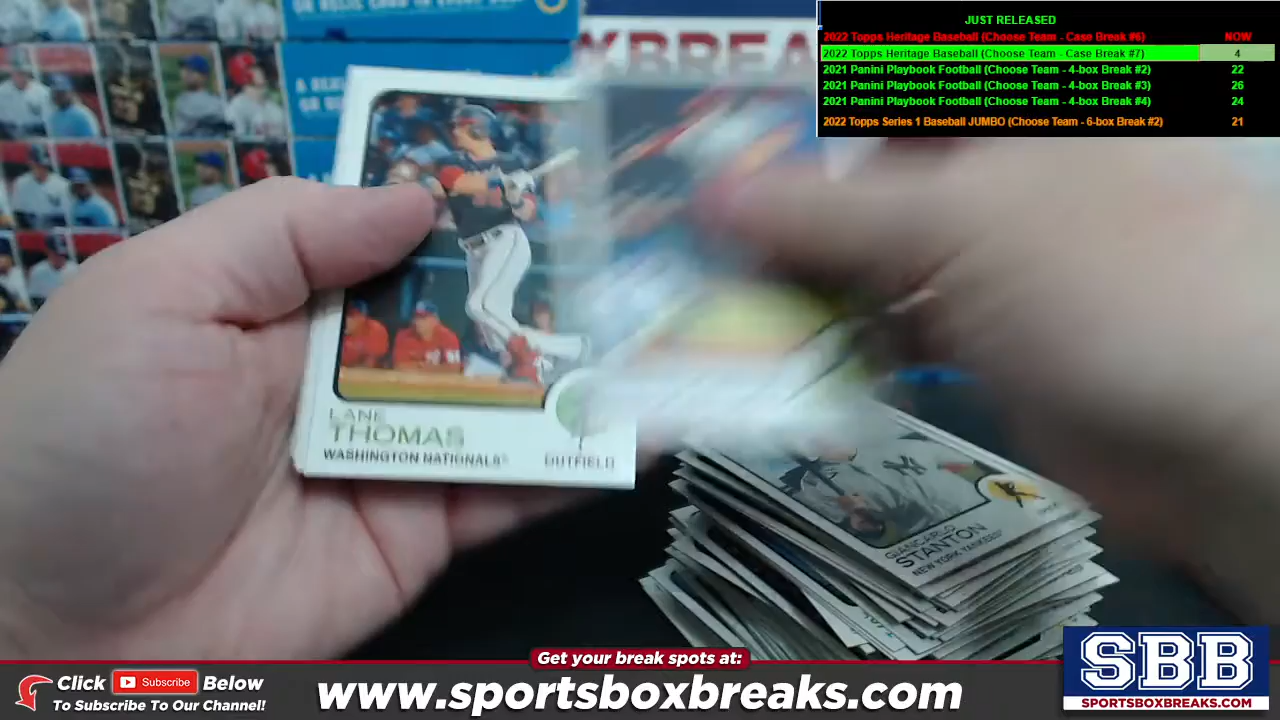 JUST RELEASED
2022 Topps Heritage Baseball (Choose Team - Case Break #6) NOW
2022 Topps Heritage Baseball (Choose Team - Case Break #7) 4
2021 Panini Playbook Football (Choose Team - 4-box Break #2) 22
2021 Panini Playbook Football (Choose Team - 4-box Break #3) 26
2021 Panini Playbook Football (Choose Team - 4-box Break #4) 24
2022 Topps Series 1 Baseball JUMBO (Choose Team - 6-box Break #2) 21
XBREA
LANE
THOMAS
WASHINGTON NATIONALS® OUTFIELD
GIANCARLO
STANTON
NEW YORK YANKEES®
Get your break spots at:
Click Subscribe Below
To Subscribe To Our Channel!
www.sportsboxbreaks.com
SBB
SPORTSBOXBREAKS.COM